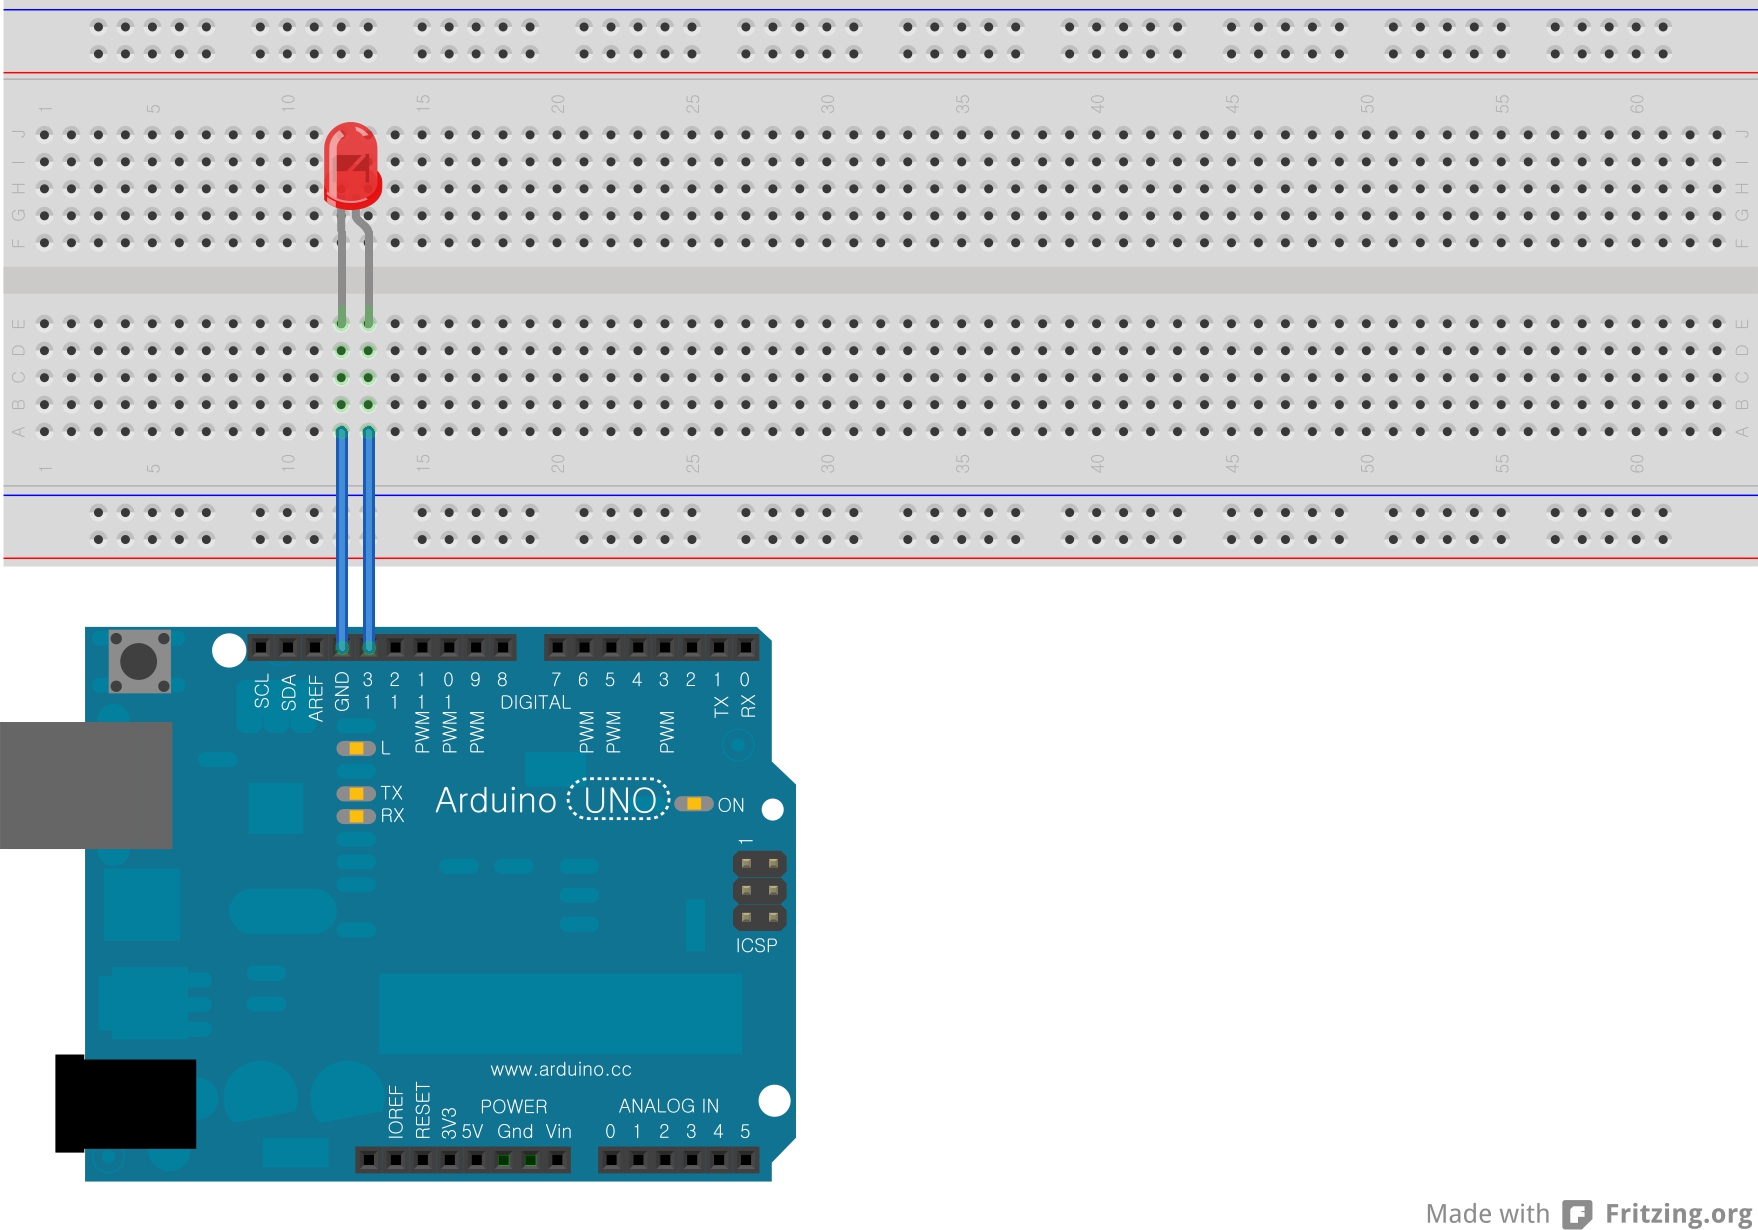 1 5 10 15 20 25 30 35 40 45 50 55 60
J J
I I
H H
G G
F F
E E
D D
C C
B B
A A
1 5 10 15 20 25 30 35 40 45 50 55 60
SCL SDA AREF GND 13 12 PWM 11 PWM 10 PWM 9 8 7 PWM 6 PWM 5 4 PWM 3 2 TX 1 RX 0
DIGITAL
L
TX
RX
Arduino UNO ON
1
ICSP
www.arduino.cc
POWER ANALOG IN
IOREF RESET 3V3 5V Gnd Vin 0 1 2 3 4 5
Made with Fritzing.org